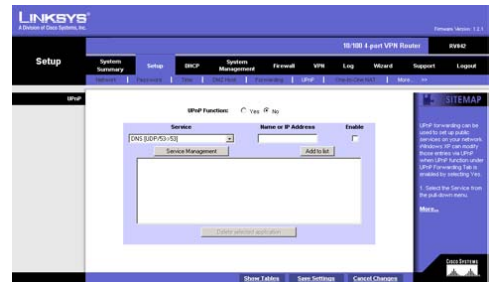 LINKSYS®
A Division of Cisco Systems, Inc.
Firmware Version: 1.2.1
10/100 4-port VPN Router
RV042
Setup
System Summary
Setup
DHCP
System Management
Firewall
VPN
Log
Wizard
Support
Logout
Network | Password | Time | DMZ Host | Forwarding | UPnP | One-to-One NAT | More... >>
UPnP
SITEMAP
UPnP Function: Yes No
Service
Name or IP Address
Enable
DNS [UDP/53->53]
Service Management
Add to list
Delete selected application
UPnP forwarding can be
used to set up public
services on your network.
Windows XP can modify
those entries via UPnP
when UPnP function under
UPnP Forwarding Tab is
enabled by selecting Yes.
1. Select the Service from
the pull-down menu.
More...
Show Tables
Save Settings
Cancel Changes
CISCO SYSTEMS